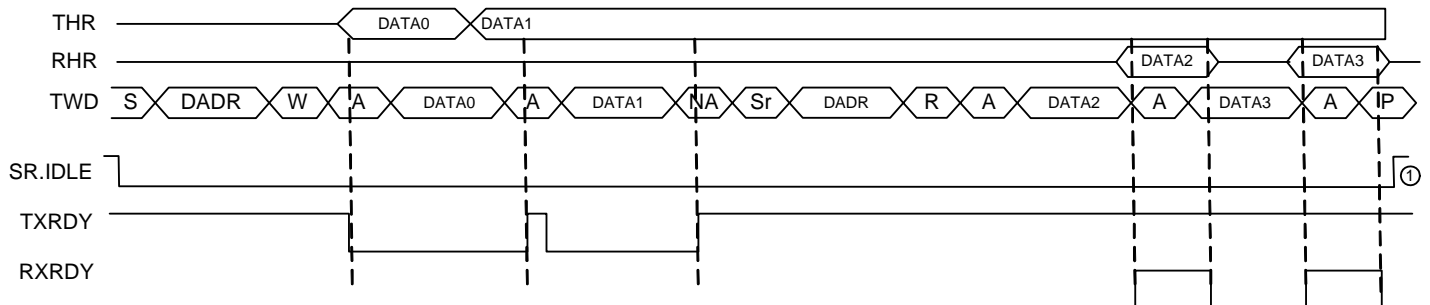 THR DATA0 DATA1
RHR DATA2 DATA3
TWD S DADR W A DATA0 A DATA1 NA Sr DADR R A DATA2 A DATA3 A P
SR.IDLE ①
TXRDY
RXRDY